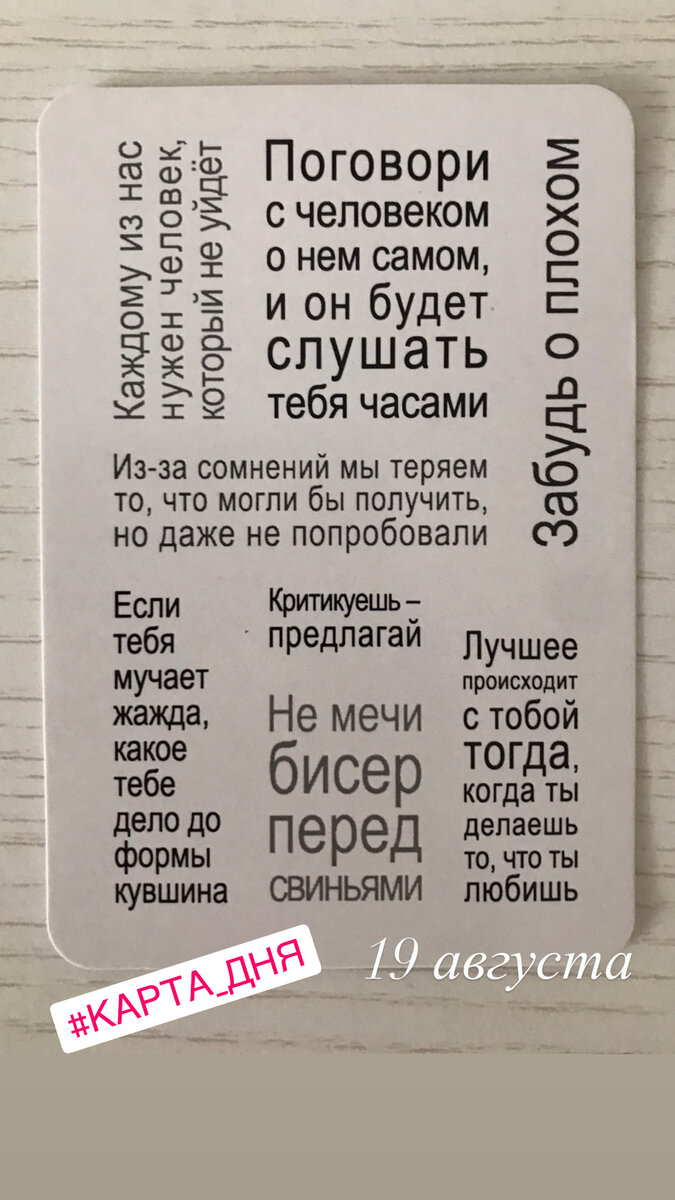 Каждому из нас
нужен человек,
который не уйдёт
Поговори
с человеком
о нем самом,
и он будет
слушать
тебя часами
Забудь о плохом
Из-за сомнений мы теряем
то, что могли бы получить,
но даже не попробовали
Если
тебя
мучает
жажда,
какое
тебе
дело до
формы
кувшина
Критикуешь –
предлагай
Не мечи
бисер
перед
свиньями
Лучшее
происходит
с тобой
тогда,
когда ты
делаешь
то, что ты
любишь
#КАРТА_ДНЯ
19 августа